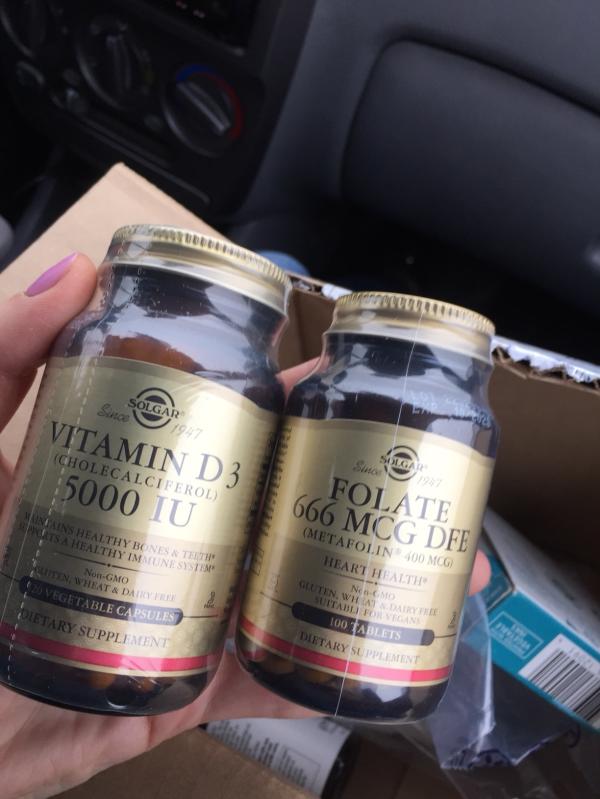 SOLGAR®
Since 1947
VITAMIN D3
(CHOLECALCIFEROL)
5000 IU
MAINTAINS HEALTHY BONES & TEETH*
SUPPORTS A HEALTHY IMMUNE SYSTEM*
Non-GMO
GLUTEN, WHEAT & DAIRY FREE
120 VEGETABLE CAPSULES
DIETARY SUPPLEMENT
SOLGAR®
Since 1947
FOLATE
666 MCG DFE
(METAFOLIN® 400 MCG)
HEART HEALTH*
Non-GMO
GLUTEN, WHEAT & DAIRY FREE
SUITABLE FOR VEGANS
100 TABLETS
DIETARY SUPPLEMENT